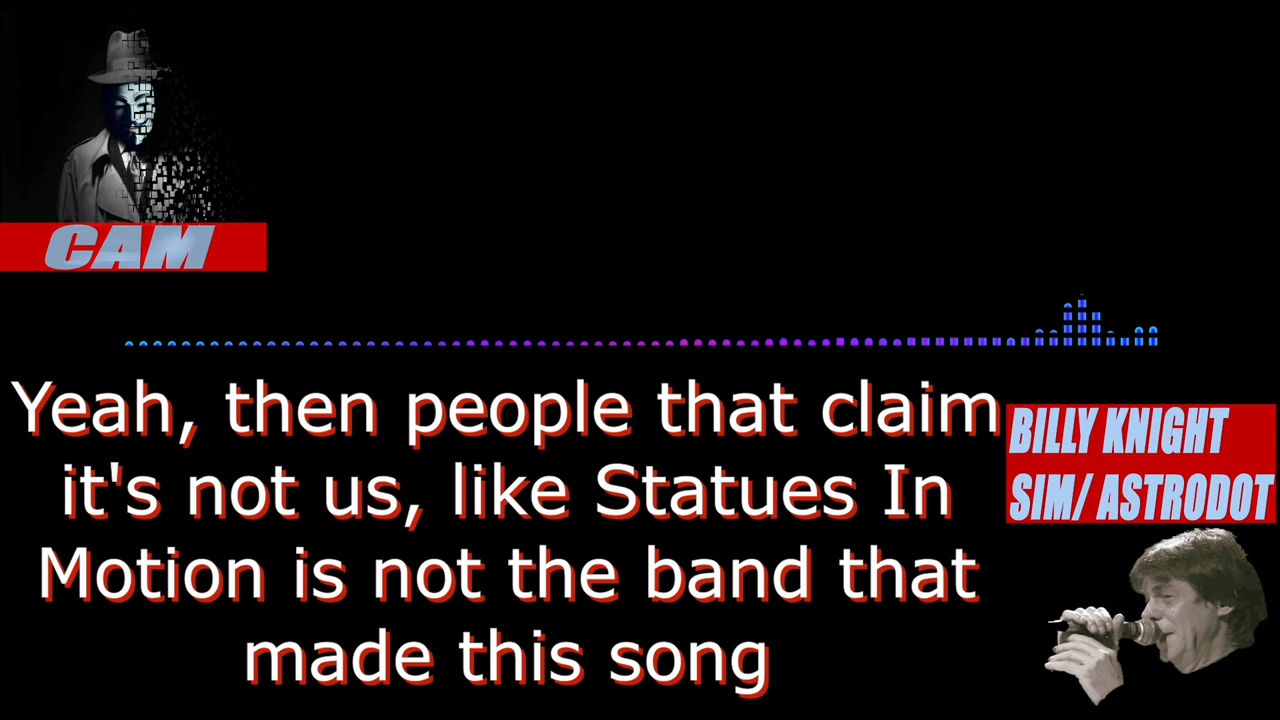 CAM
Yeah, then people that claim
it's not us, like Statues In
Motion is not the band that
made this song
BILLY KNIGHT
SIM/ ASTRODOT